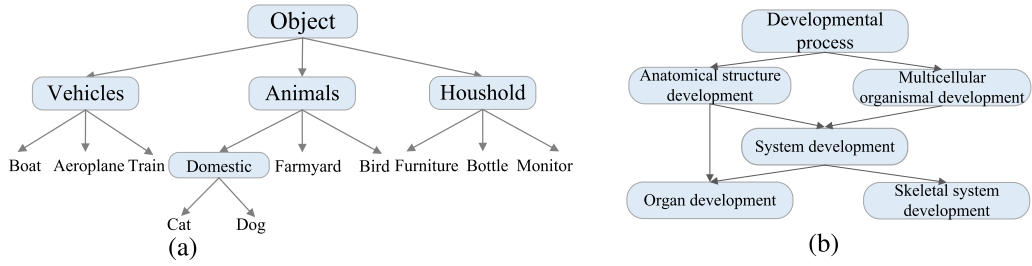 Object
Vehicles
Animals
Houshold
Boat
Aeroplane
Train
Domestic
Farmyard
Bird
Furniture
Bottle
Monitor
Cat
Dog
(a)
Developmental
process
Anatomical structure
development
Multicellular
organismal development
System development
Organ development
Skeletal system
development
(b)